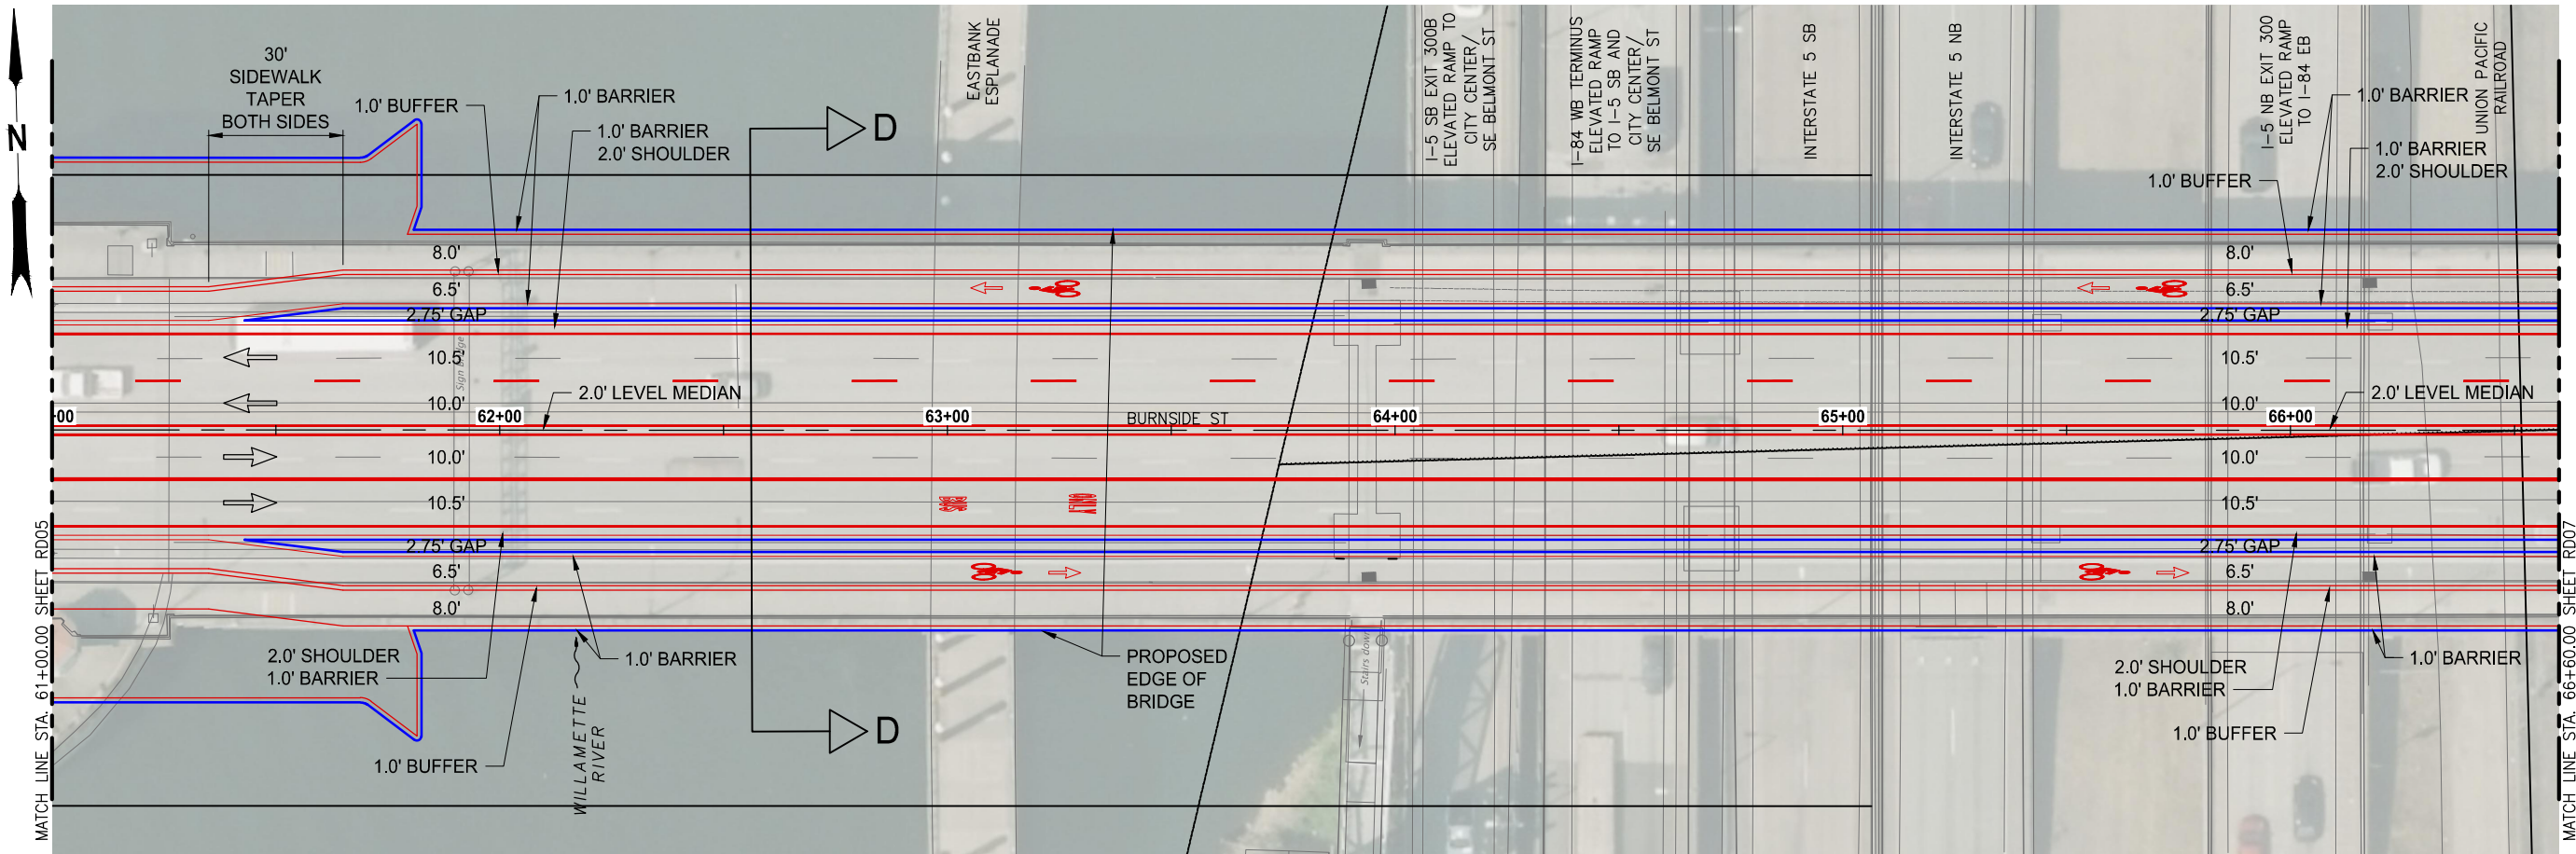 N
30'
SIDEWALK
TAPER
BOTH SIDES
1.0' BUFFER
1.0' BARRIER
1.0' BARRIER
2.0' SHOULDER
D
EASTBANK
ESPLANADE
I-5 SB EXIT 300B
ELEVATED RAMP TO
CITY CENTER/
SE BELMONT ST
I-84 WB TERMINUS
ELEVATED RAMP
TO I-5 SB AND
CITY CENTER/
SE BELMONT ST
INTERSTATE 5 SB
INTERSTATE 5 NB
I-5 NB EXIT 300
ELEVATED RAMP
TO I-84 EB
UNION PACIFIC
RAILROAD
1.0' BARRIER
1.0' BARRIER
2.0' SHOULDER
1.0' BUFFER
8.0'
8.0'
6.5'
6.5'
2.75' GAP
2.75' GAP
Sign bridge
10.5'
10.5'
2.0' LEVEL MEDIAN
2.0' LEVEL MEDIAN
10.0'
10.0'
+00
62+00
63+00
BURNSIDE ST
64+00
65+00
66+00
10.0'
10.0'
10.5'
BUS
ONLY
10.5'
2.75' GAP
2.75' GAP
6.5'
6.5'
8.0'
8.0'
2.0' SHOULDER
1.0' BARRIER
1.0' BARRIER
PROPOSED
EDGE OF
BRIDGE
Stairs down
2.0' SHOULDER
1.0' BARRIER
1.0' BARRIER
1.0' BUFFER
WILLAMETTE
RIVER
D
1.0' BUFFER
MATCH LINE STA. 61+00.00 SHEET RD05
MATCH LINE STA. 66+60.00 SHEET RD07